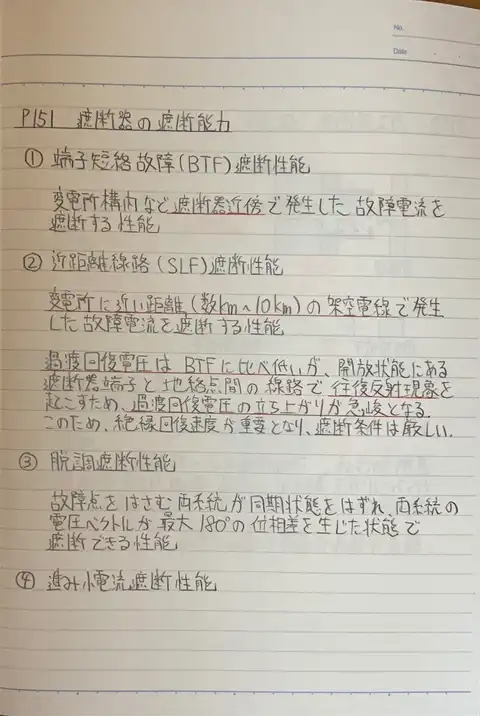 No.
Date
P151 遮断器の遮断能力
① 端子短絡故障(BTF)遮断性能
変電所構内など遮断器近傍で発生した故障電流を
遮断する性能
② 近距離線路(SLF)遮断性能
変電所に近い距離(数km~10km)の架空電線で発生
した故障電流を遮断する性能
過渡回復電圧はBTFに比べ低いが、開放状態にある
遮断器端子と地絡点間の線路で往復反射現象を
起こすため、過渡回復電圧の立ち上がりが急峻となる。
このため、絶縁回復速度が重要となり、遮断条件は厳しい。
③ 脱調遮断性能
故障点をはさむ両系統が同期状態をはずれ、両系統の
電圧ベクトルが最大180°の位相差を生じた状態で
遮断できる性能
④ 進み小電流遮断性能